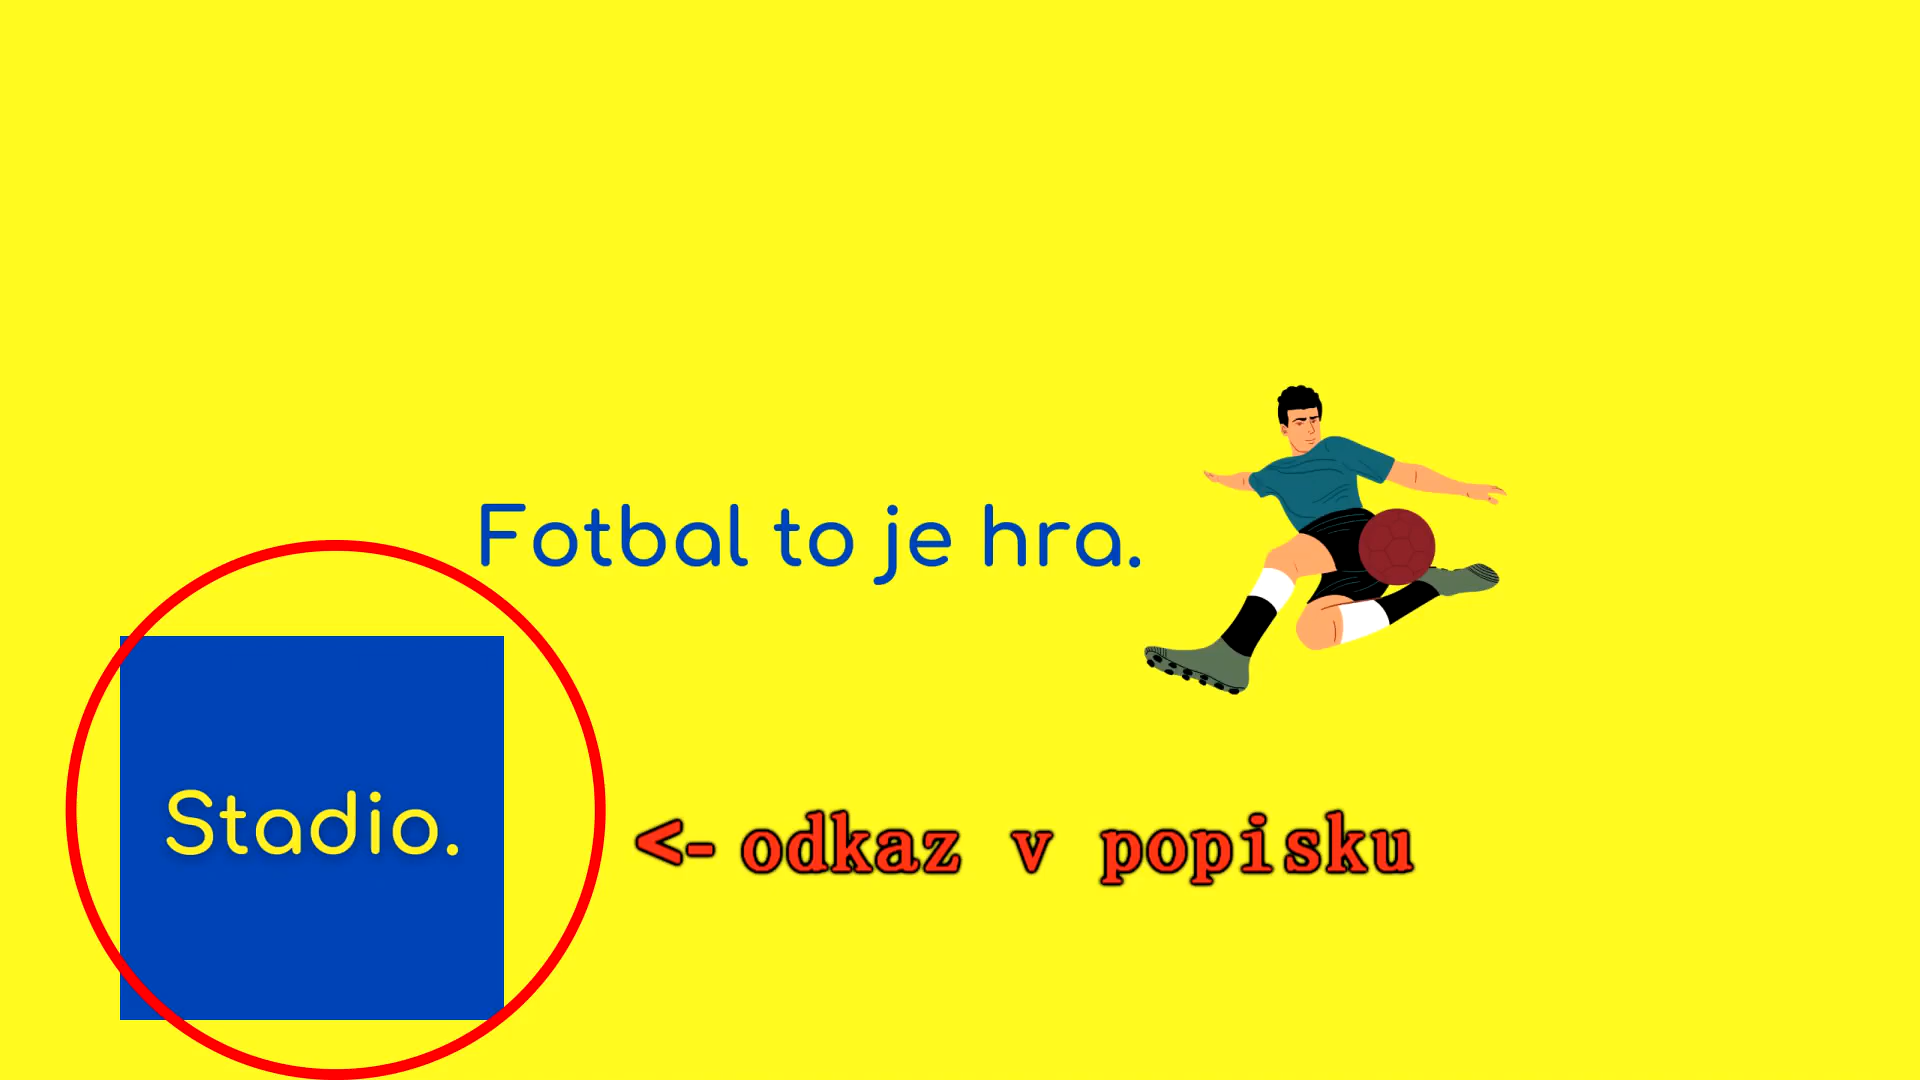 Fotbal to je hra.
Stadio.
<- odkaz v popisku